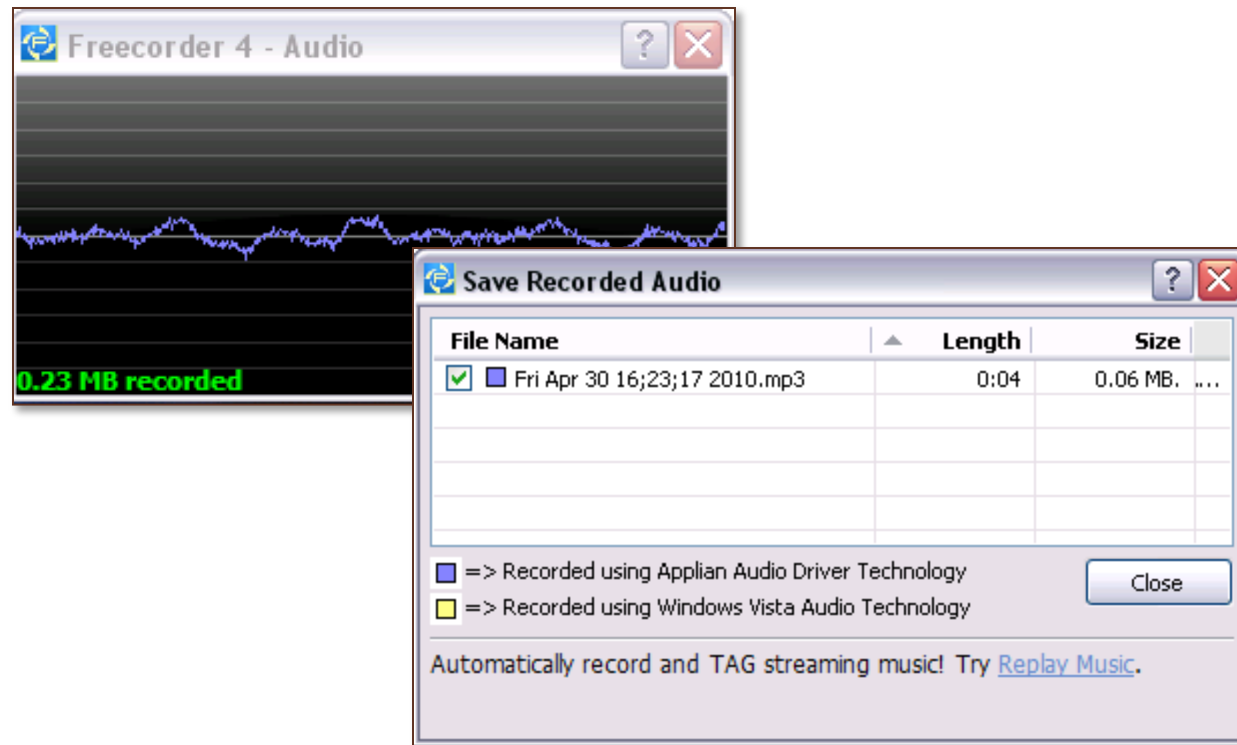 Freecorder 4 - Audio
0.23 MB recorded
Save Recorded Audio
File Name Length Size
Fri Apr 30 16;23;17 2010.mp3 0:04 0.06 MB. ....
=> Recorded using Applian Audio Driver Technology
Close
=> Recorded using Windows Vista Audio Technology
Automatically record and TAG streaming music! Try Replay Music.